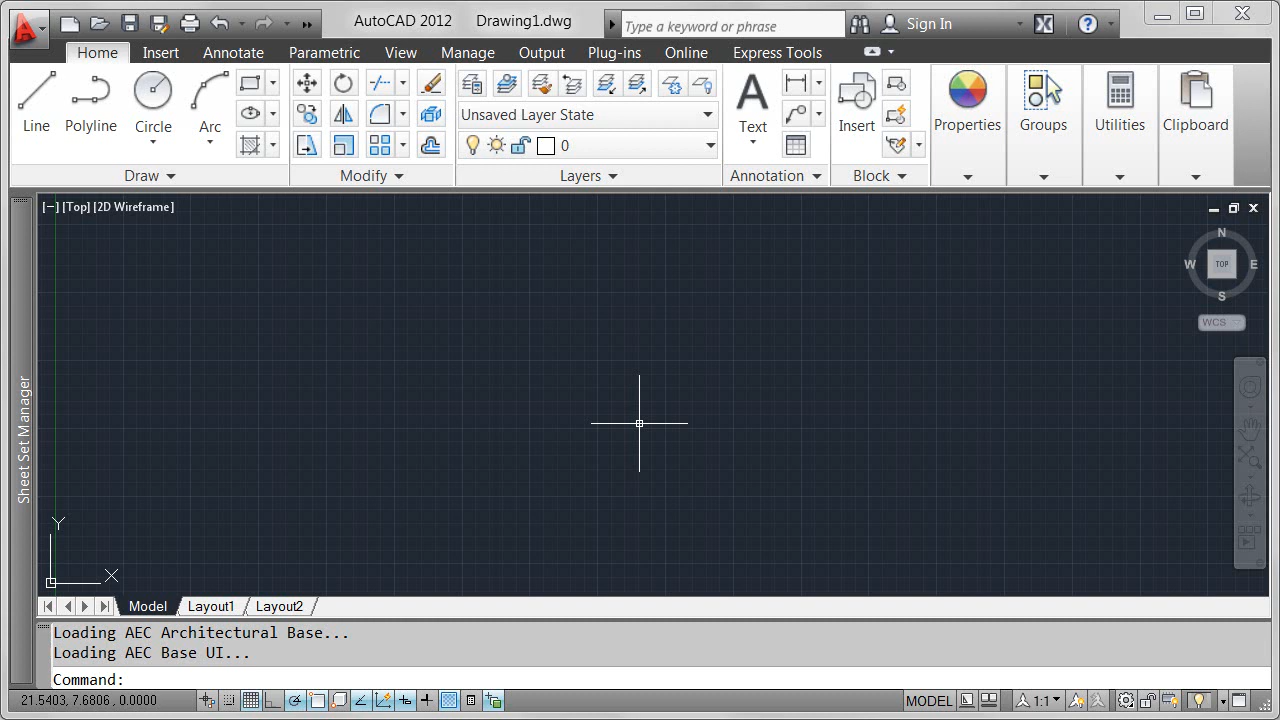 AutoCAD 2012 Drawing1.dwg
Type a keyword or phrase
Sign In
Home Insert Annotate Parametric View Manage Output Plug-ins Online Express Tools
Line Polyline Circle Arc
Draw
Modify
Unsaved Layer State
0
Layers
A
Text
Annotation
Insert
Block
Properties
Groups
Utilities
Clipboard
[−] [Top] [2D Wireframe]
N
W TOP E
S
WCS
Sheet Set Manager
Y
X
Model Layout1 Layout2
Loading AEC Architectural Base...
Loading AEC Base UI...
Command:
21.5403, 7.6806 , 0.0000
MODEL
1:1